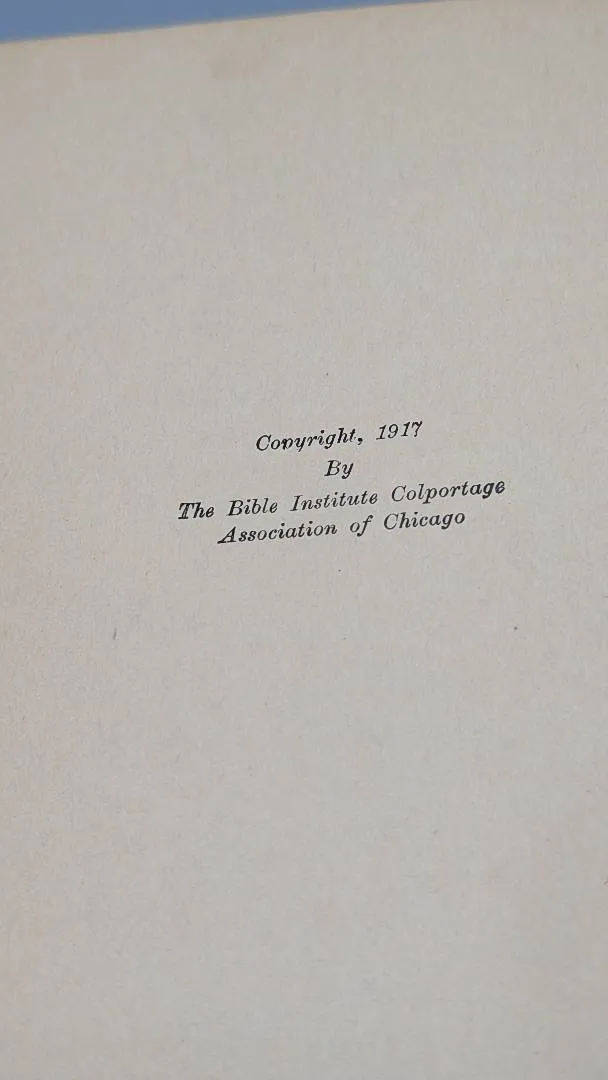 Copyright, 1917
By
The Bible Institute Colportage
Association of Chicago